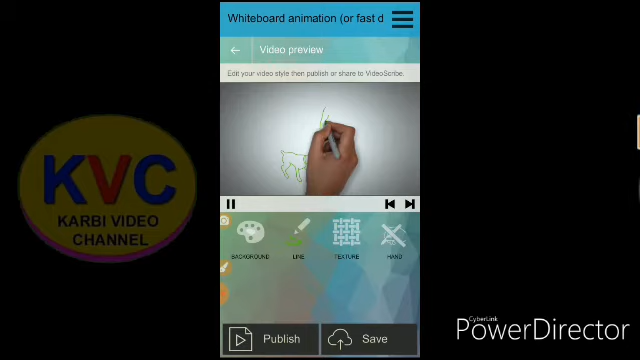 Whiteboard animation (or fast d
Video preview
Edit your video style then publish or share to VideoScribe.
KVC
KARBI VIDEO
CHANNEL
BACKGROUND
LINE
TEXTURE
HAND
Publish
Save
CyberLink
PowerDirector